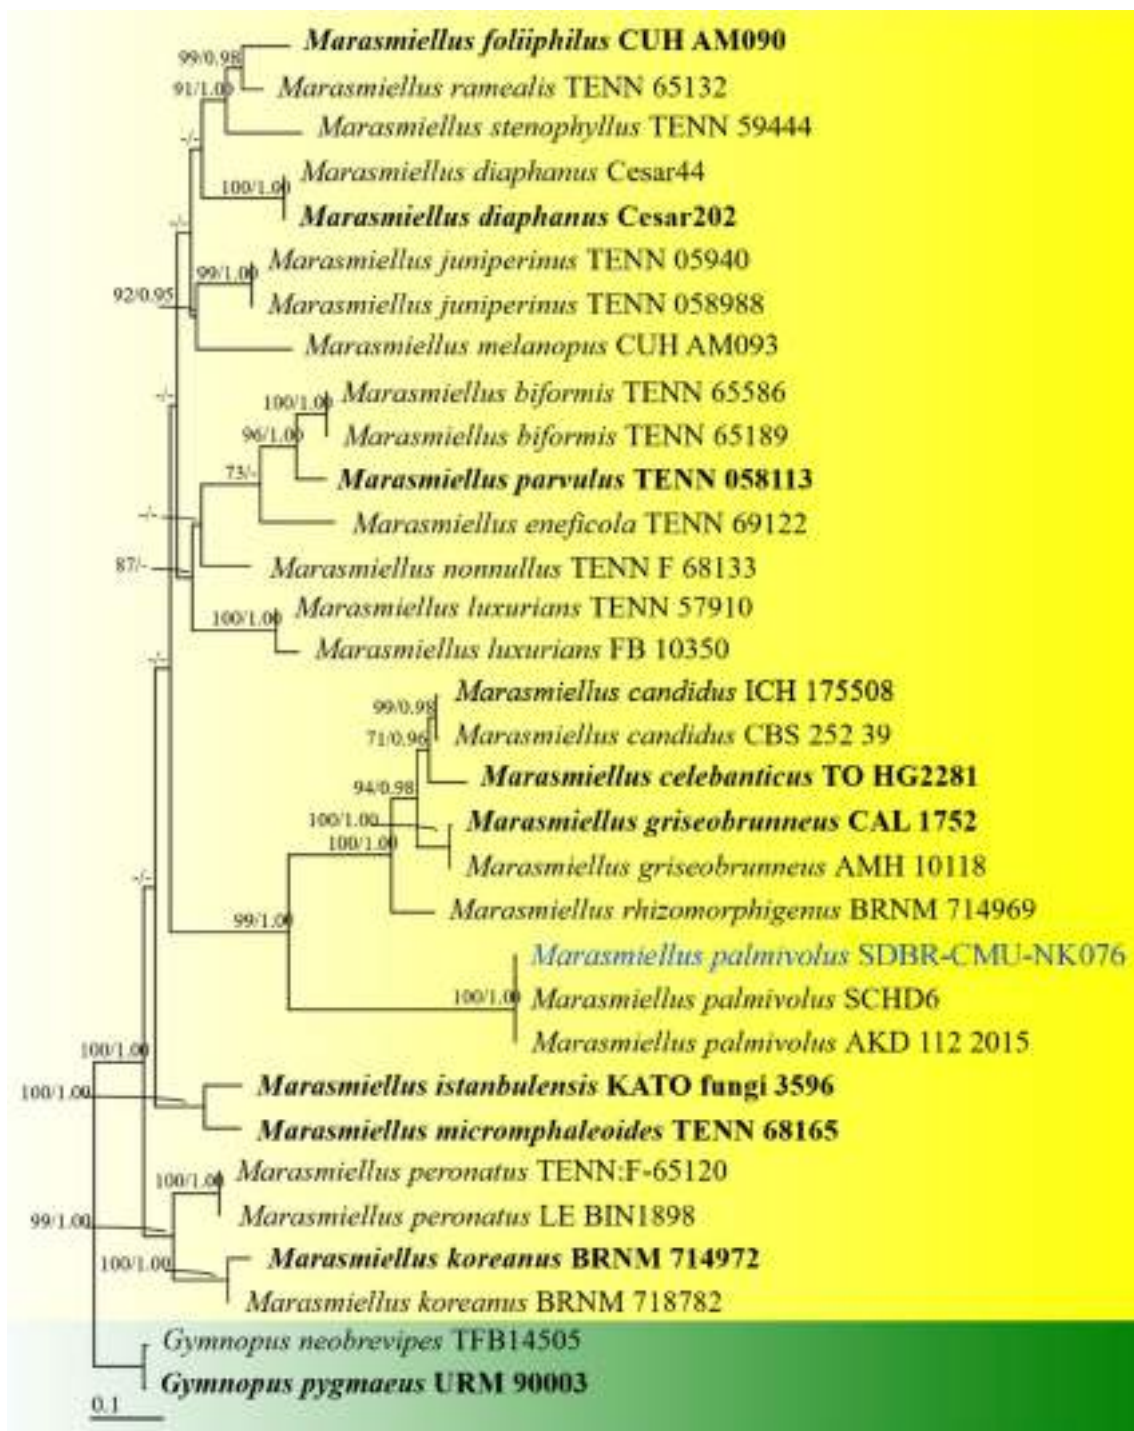 Marasmiellus foliiphilus CUH AM090
99/0.98
Marasmiellus ramealis TENN 65132
91/1.00
Marasmiellus stenophyllus TENN 59444
-/-
Marasmiellus diaphanus Cesar44
100/1.00
Marasmiellus diaphanus Cesar202
-/-
Marasmiellus juniperinus TENN 05940
99/1.00
92/0.95
Marasmiellus juniperinus TENN 058988
Marasmiellus melanopus CUH AM093
-/-
Marasmiellus biformis TENN 65586
100/1.00
Marasmiellus biformis TENN 65189
96/1.00
73/-
Marasmiellus parvulus TENN 058113
-/-
Marasmiellus eneficola TENN 69122
87/-
Marasmiellus nonnullus TENN F 68133
Marasmiellus luxurians TENN 57910
100/1.00
Marasmiellus luxurians FB 10350
-/-
Marasmiellus candidus ICH 175508
99/0.98
Marasmiellus candidus CBS 252 39
71/0.96
Marasmiellus celebanticus TO HG2281
94/0.98
100/1.00
Marasmiellus griseobrunneus CAL 1752
100/1.00
Marasmiellus griseobrunneus AMH 10118
-/-
Marasmiellus rhizomorphigenus BRNM 714969
99/1.00
Marasmiellus palmivolus SDBR-CMU-NK076
100/1.00
Marasmiellus palmivolus SCHD6
Marasmiellus palmivolus AKD 112 2015
100/1.00
100/1.00
Marasmiellus istanbulensis KATO fungi 3596
Marasmiellus micromphaleoides TENN 68165
100/1.00
Marasmiellus peronatus TENN:F-65120
99/1.00
Marasmiellus peronatus LE BIN1898
100/1.00
Marasmiellus koreanus BRNM 714972
Marasmiellus koreanus BRNM 718782
Gymnopus neobrevipes TFB14505
Gymnopus pygmaeus URM 90003
0.1